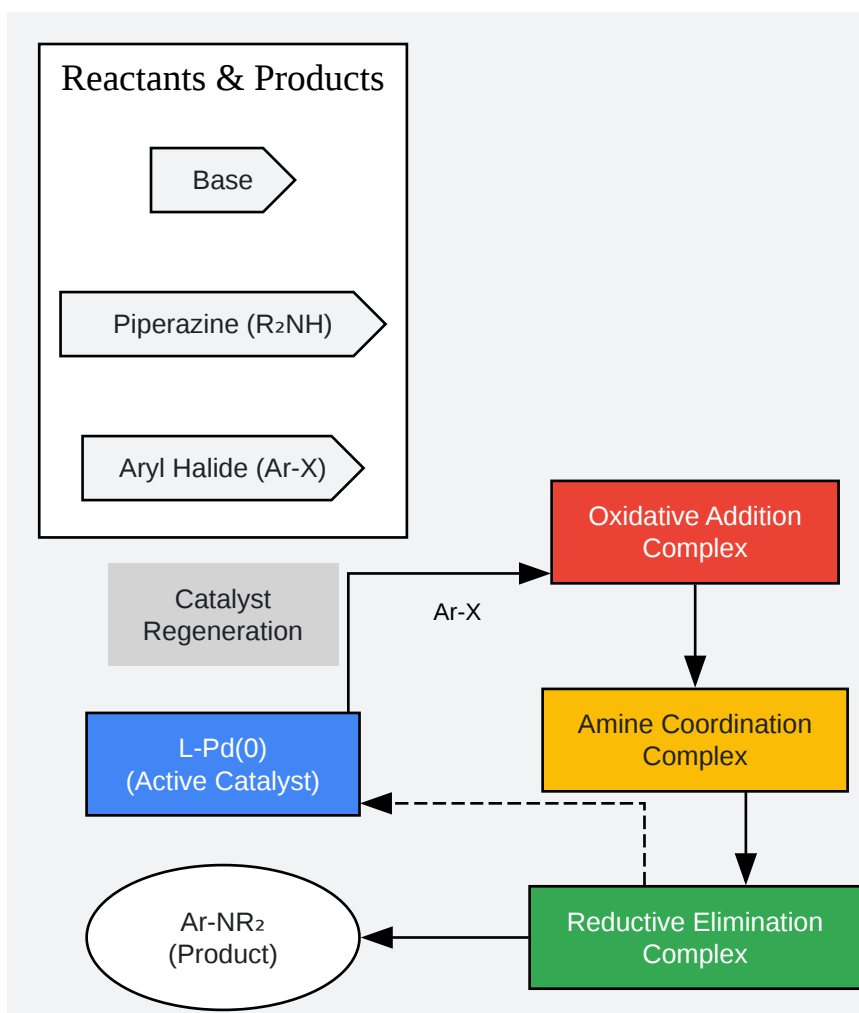 Reactants & Products
Base
Piperazine (R₂NH)
Aryl Halide (Ar-X)
Oxidative Addition
Complex
Catalyst
Regeneration
Ar-X
Amine Coordination
Complex
L-Pd(0)
(Active Catalyst)
Ar-NR₂
(Product)
Reductive Elimination
Complex